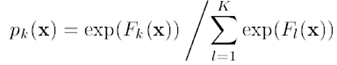 p_k(𝐱) = exp(F_k(𝐱)) / ∑_{l=1}^{K} exp(F_l(𝐱))